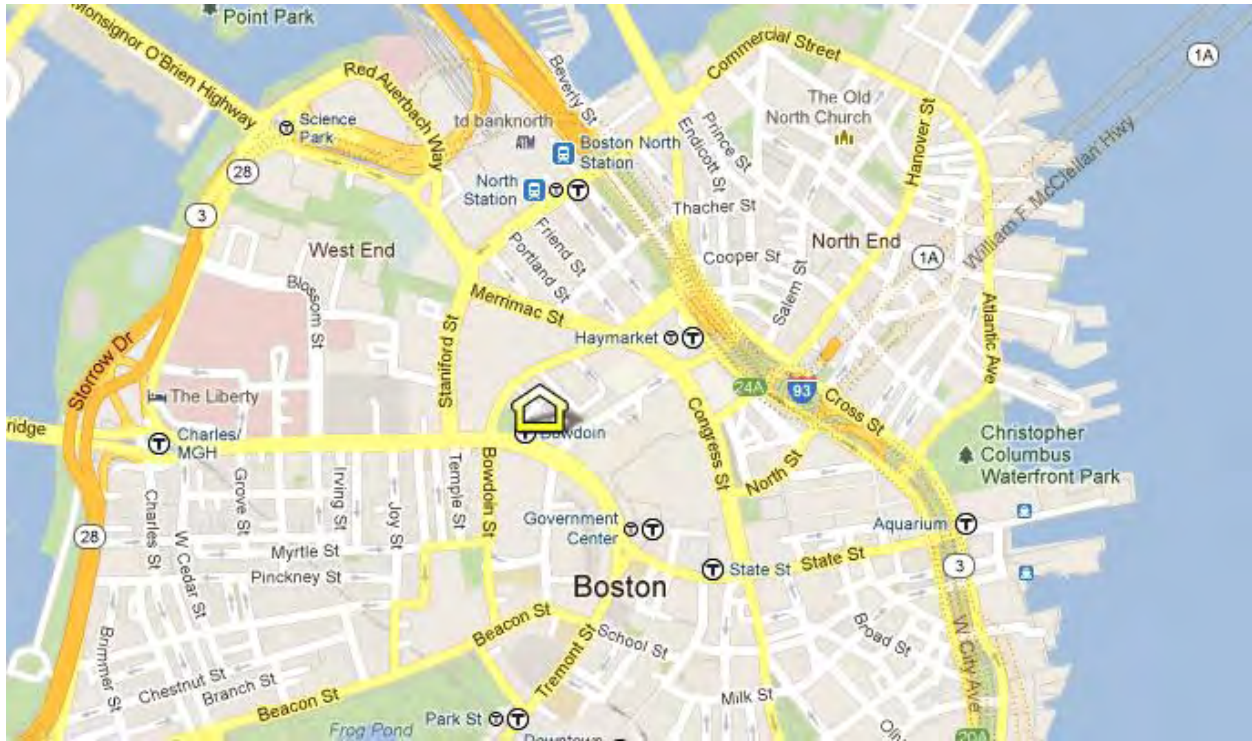 Point Park
Monsignor O'Brien Highway
Red Auerbach Way
Beverly St
Commercial Street
1A
Science
Park
td banknorth
ATM
Boston North
Station
The Old
North Church
Prince St
Endicott St
Hanover St
William F. McClellan Hwy
28
North
Station
T
3
Thacher St
West End
Friend St
Portland St
Cooper St
North End
1A
Salem St
Blossom St
Merrimac St
Haymarket
T
Atlantic Ave
Staniford St
Storrow Dr
The Liberty
24A
93
Cross St
Congress St
ridge
T
Charles/
MGH
T
Bowdoin
Christopher
Columbus
Waterfront Park
North St
Charles St
Grove St
Irving St
Joy St
Temple St
Bowdoin St
W Cedar St
28
Government
Center
T
Aquarium
T
Myrtle St
Pinckney St
Boston
T
State St
State St
3
Beacon St
School St
Broad St
W City Ave
Brimmer St
Chestnut St
Branch St
Beacon St
Tremont St
Milk St
Frog Pond
Park St
T
Downtown
20A